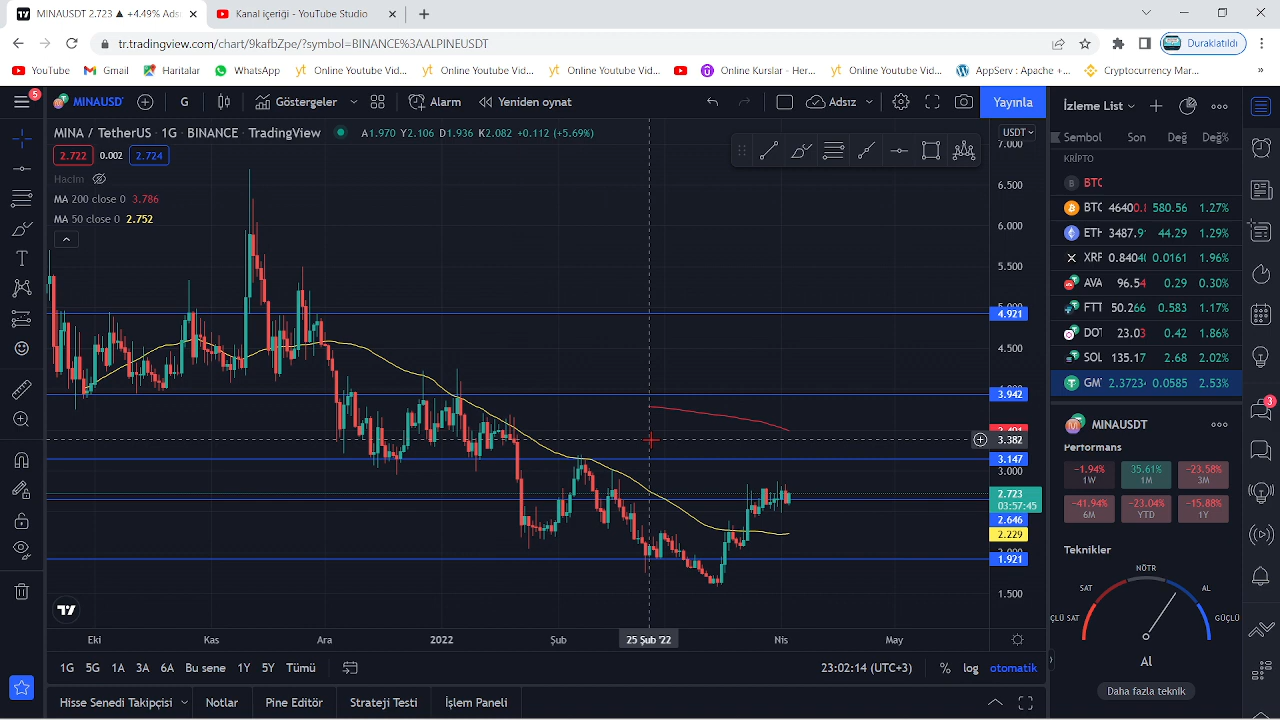 MINAUSDT 2.723 ▲ +4.49% Ads
Kanal içeriği - YouTube Studio
tr.tradingview.com/chart/9kafbZpe/?symbol=BINANCE%3AALPINEUSDT
Duraklatıldı
YouTube
Gmail
Haritalar
WhatsApp
Online Youtube Vid...
Online Youtube Vid...
Online Youtube Vid...
Online Kurslar - Her...
Online Youtube Vid...
AppServ : Apache +...
Cryptocurrency Mar...
»
5
MINAUSD
G
Göstergeler
Alarm
Yeniden oynat
Adsız
Yayınla
MINA / TetherUS · 1G · BINANCE · TradingView
A1.970 Y2.106 D1.936 K2.082 +0.112 (+5.69%)
2.722 0.002 2.724
Hacim
MA 200 close 0 3.786
MA 50 close 0 2.752
USDT
7.000
6.500
6.000
5.500
5.000
4.921
4.500
3.942
3.382
3.147
3.000
2.723
03:57:45
2.646
2.229
1.921
1.500
Eki Kas Ara 2022 Şub 25 Şub '22 Nis May
1G 5G 1A 3A 6A Bu sene 1Y 5Y Tümü
23:02:14 (UTC+3)
% log otomatik
Hisse Senedi Takipçisi Notlar Pine Editör Strateji Testi İşlem Paneli
İzleme List
Sembol Son Değ Değ%
KRİPTO
BTC
BTC 46400.1 580.56 1.27%
ETH 3487.9 44.29 1.29%
XRF 0.8404 0.0161 1.96%
AVA 96.54 0.29 0.30%
FTT 50.266 0.583 1.17%
DOT 23.03 0.42 1.86%
SOL 135.17 2.68 2.02%
GMT 2.3723 0.0585 2.53%
MINAUSDT
Performans
−1.94% 35.61% −23.58%
1W 1M 3M
−41.94% −23.04% −15.88%
6M YTD 1Y
Teknikler
NÖTR
SAT AL
ÇLÜ SAT GÜÇLÜ
Al
Daha fazla teknik
3